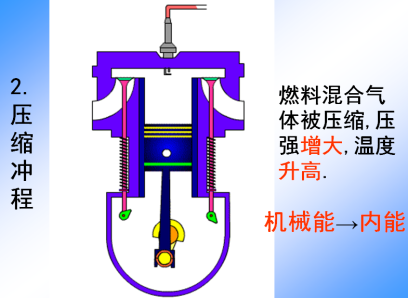 2.
压
缩
冲
程
燃料混合气
体被压缩,压
强增大,温度
升高.
机械能→内能